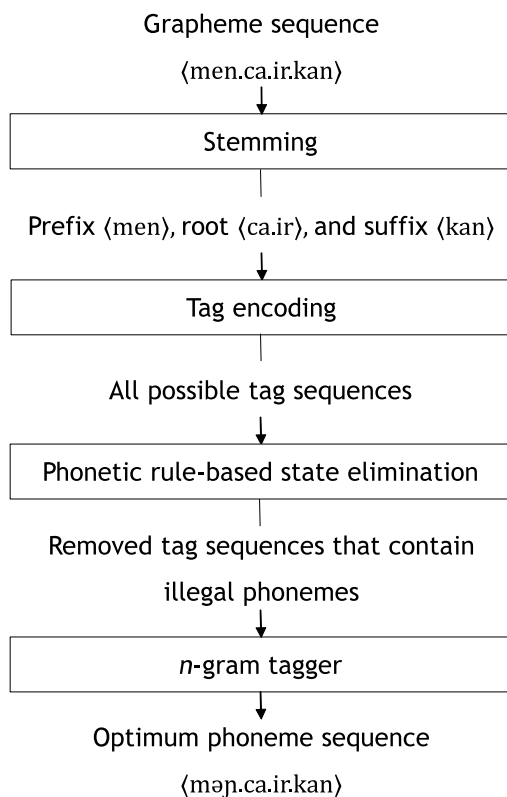 Grapheme sequence
⟨men.ca.ir.kan⟩
Stemming
Prefix ⟨men⟩, root ⟨ca.ir⟩, and suffix ⟨kan⟩
Tag encoding
All possible tag sequences
Phonetic rule-based state elimination
Removed tag sequences that contain
illegal phonemes
n-gram tagger
Optimum phoneme sequence
⟨məɲ.ca.ir.kan⟩